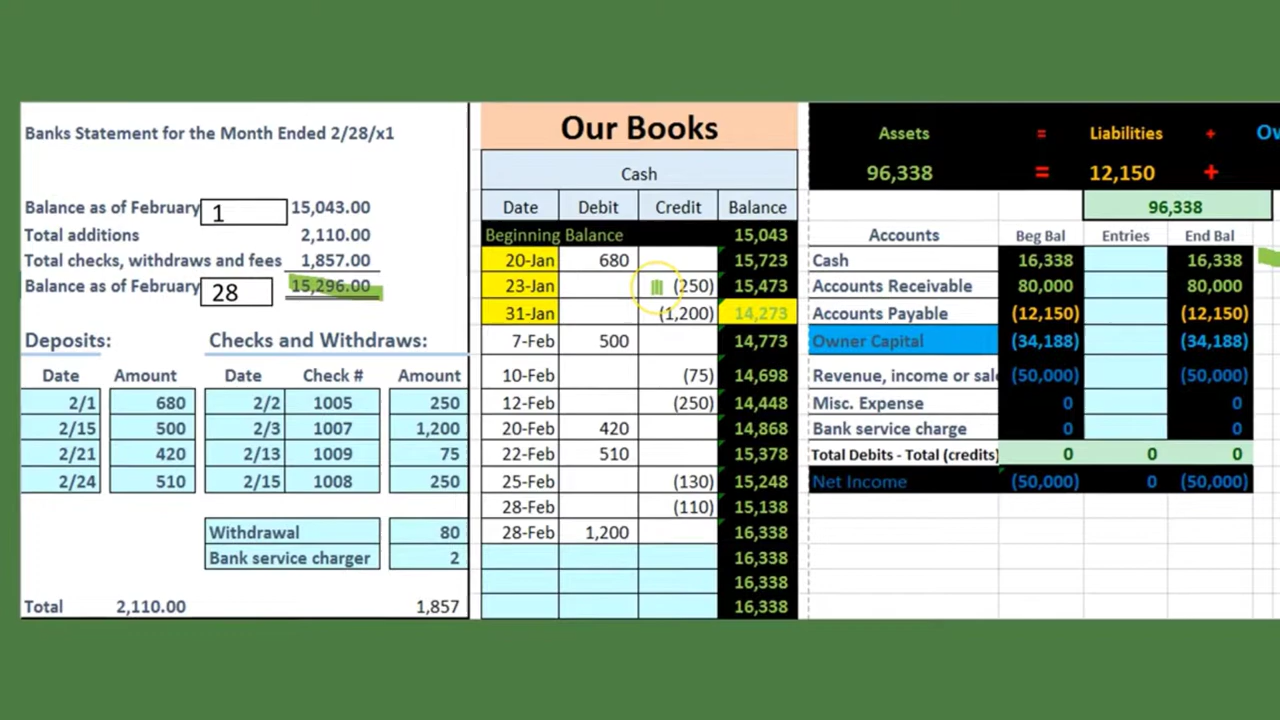 Banks Statement for the Month Ended 2/28/x1
Balance as of February 1 15,043.00
Total additions 2,110.00
Total checks, withdraws and fees 1,857.00
Balance as of February 28 15,296.00
Deposits: Checks and Withdraws:
Date Amount Date Check # Amount
2/1 680 2/2 1005 250
2/15 500 2/3 1007 1,200
2/21 420 2/13 1009 75
2/24 510 2/15 1008 250
Withdrawal 80
Bank service charger 2
Total 2,110.00 1,857
Our Books
Cash
Date Debit Credit Balance
Beginning Balance 15,043
20-Jan 680 15,723
23-Jan (250) 15,473
31-Jan (1,200) 14,273
7-Feb 500 14,773
10-Feb (75) 14,698
12-Feb (250) 14,448
20-Feb 420 14,868
22-Feb 510 15,378
25-Feb (130) 15,248
28-Feb (110) 15,138
28-Feb 1,200 16,338
16,338
16,338
16,338
Assets = Liabilities + Ow
96,338 = 12,150 +
96,338
Accounts Beg Bal Entries End Bal
Cash 16,338 16,338
Accounts Receivable 80,000 80,000
Accounts Payable (12,150) (12,150)
Owner Capital (34,188) (34,188)
Revenue, income or sale (50,000) (50,000)
Misc. Expense 0 0
Bank service charge 0 0
Total Debits - Total (credits) 0 0 0
Net Income (50,000) 0 (50,000)